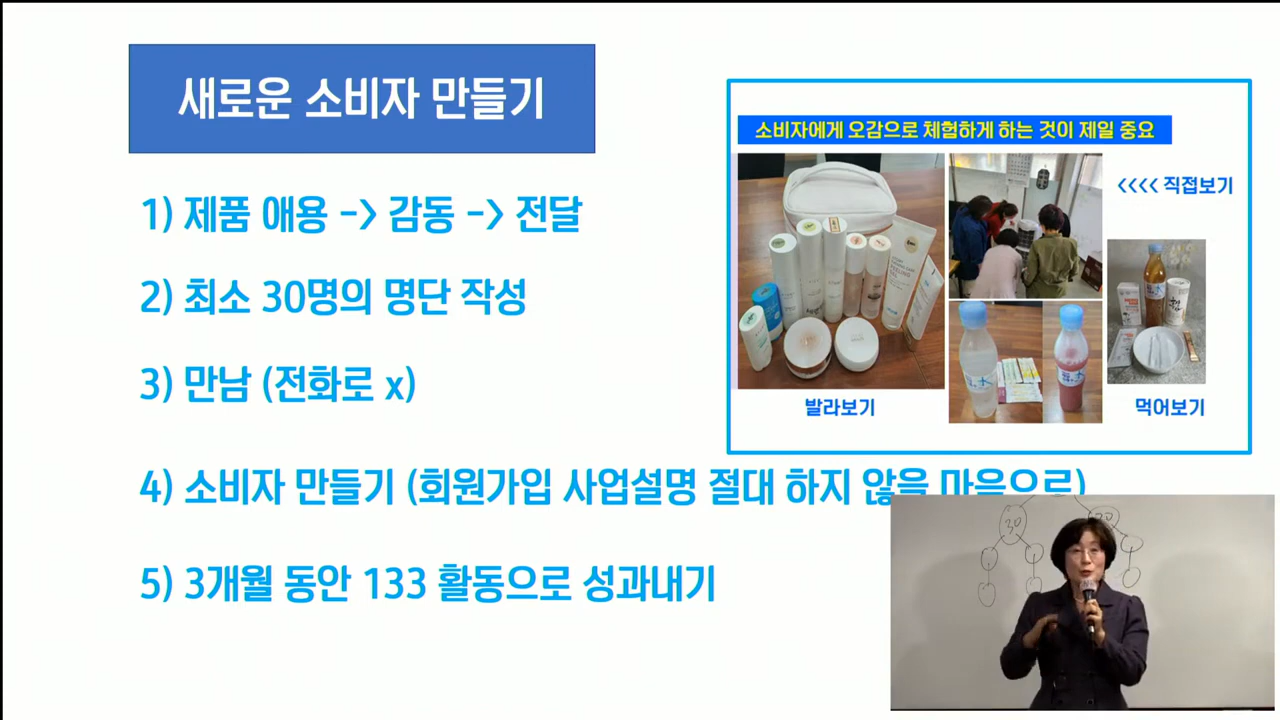 새로운 소비자 만들기
1) 제품 애용 -> 감동 -> 전달
2) 최소 30명의 명단 작성
3) 만남 (전화로 x)
4) 소비자 만들기 (회원가입 사업설명 절대 하지 않을 마음으로)
5) 3개월 동안 133 활동으로 성과내기
소비자에게 오감으로 체험하게 하는 것이 제일 중요
<<<< 직접보기
발라보기
먹어보기
30